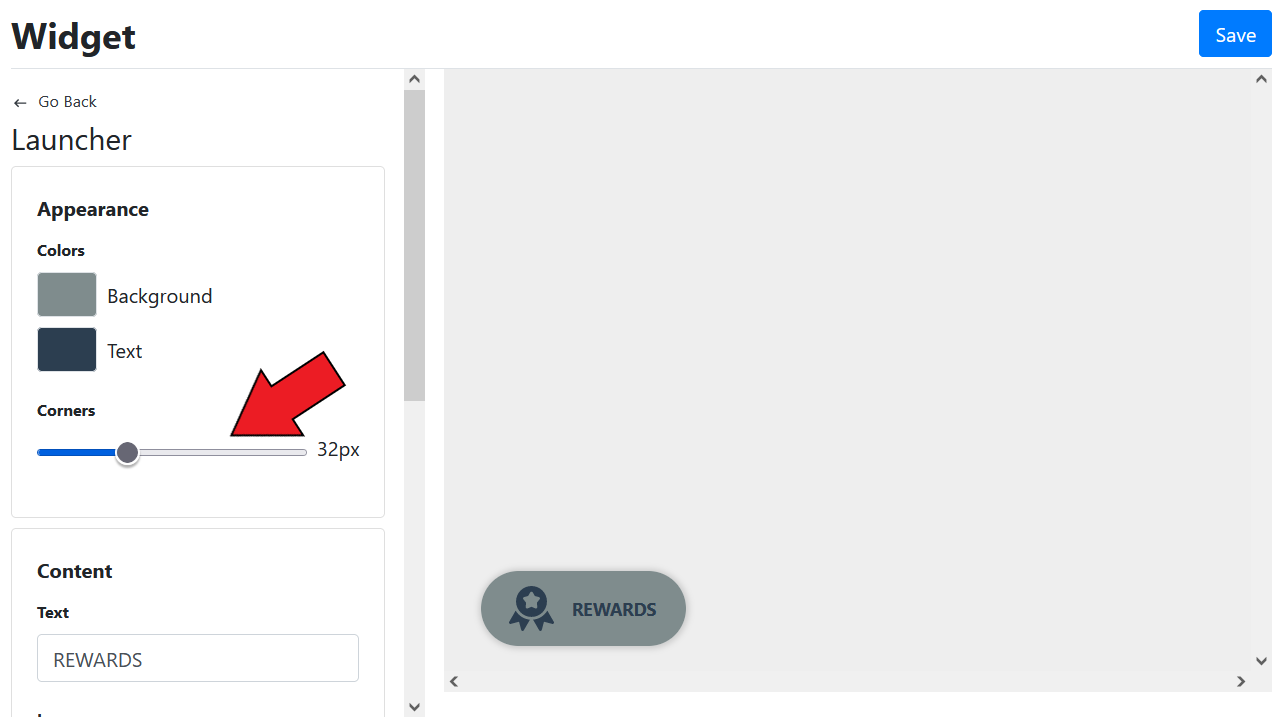 Widget
Save
Go Back
Launcher
Appearance
Colors
Background
Text
Corners
32px
Content
Text
REWARDS
REWARDS